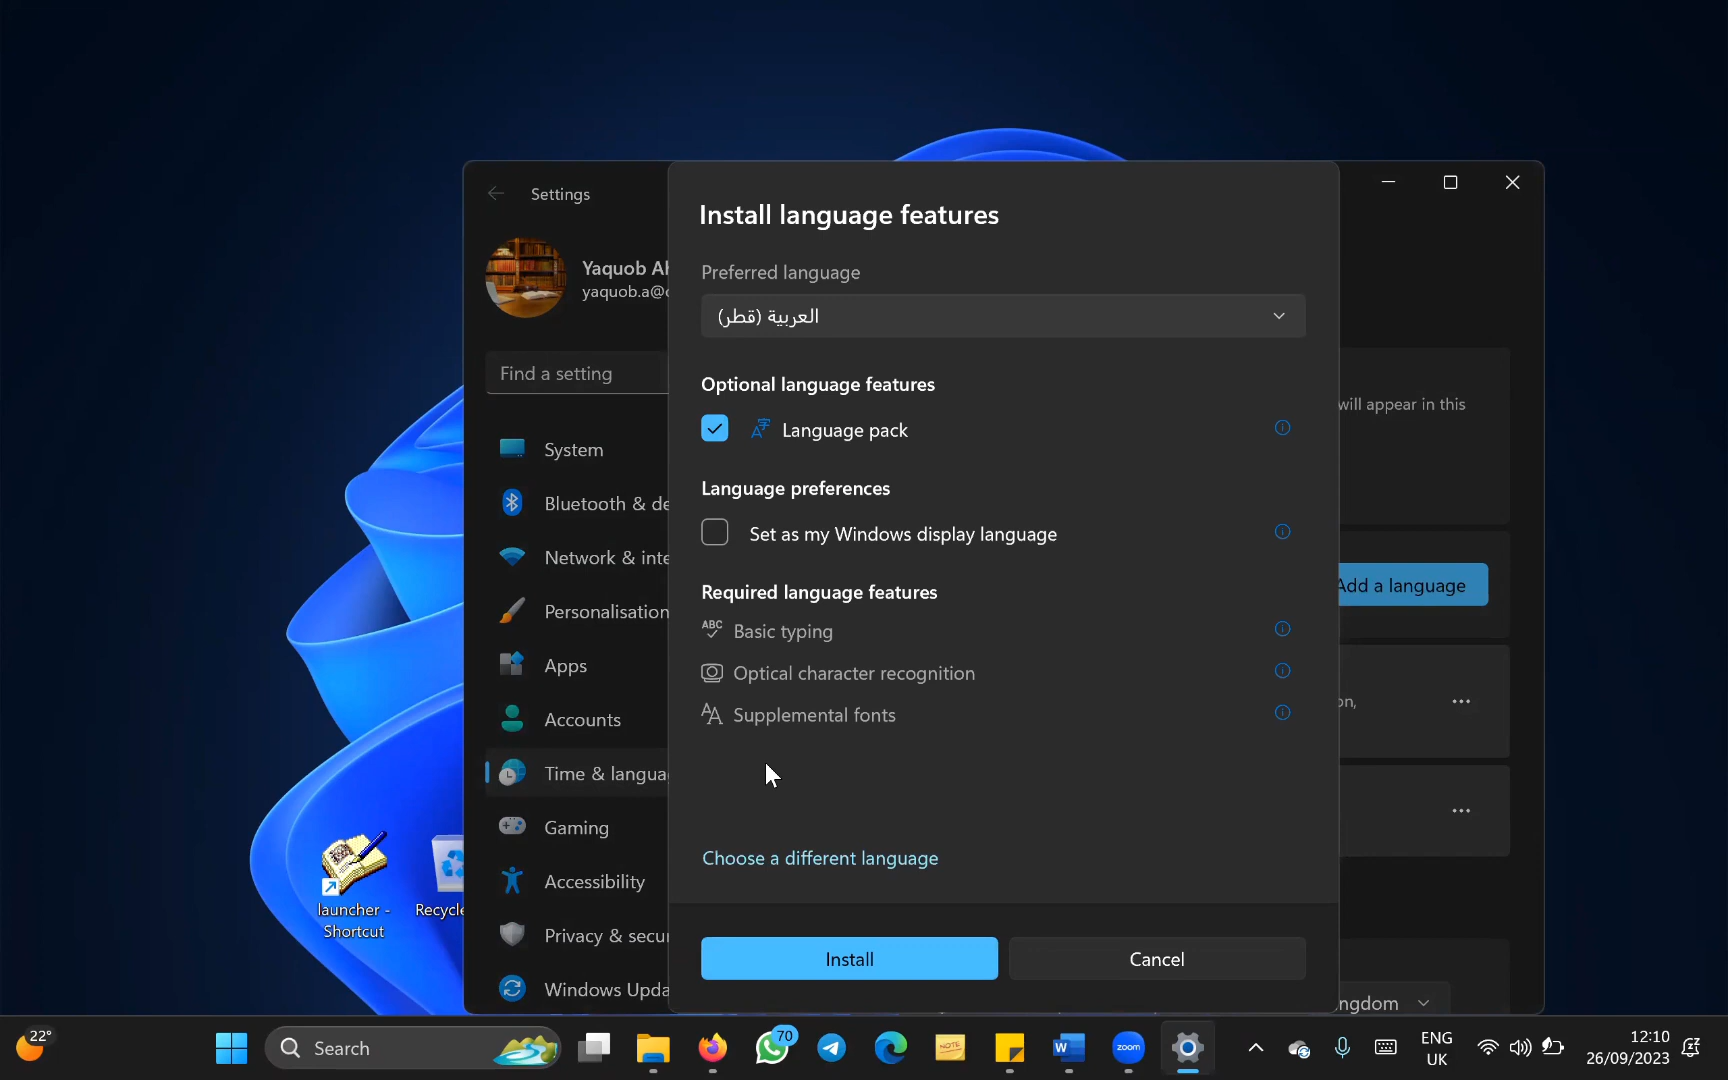 Settings
Yaquob Al
yaquob.a@
Find a setting
System
Bluetooth & de
Network & inte
Personalisation
Apps
Accounts
Time & langua
Gaming
Accessibility
Privacy & secur
Windows Upda
Install language features
Preferred language
العربية (قطر)
Optional language features
Language pack
Language preferences
Set as my Windows display language
Required language features
ABC
Basic typing
Optical character recognition
Supplemental fonts
Choose a different language
Install
Cancel
will appear in this
Add a language
on,
ngdom
launcher -
Shortcut
Recycle
22°
Search
70
NOTE
W
zoom
ENG
UK
12:10
26/09/2023